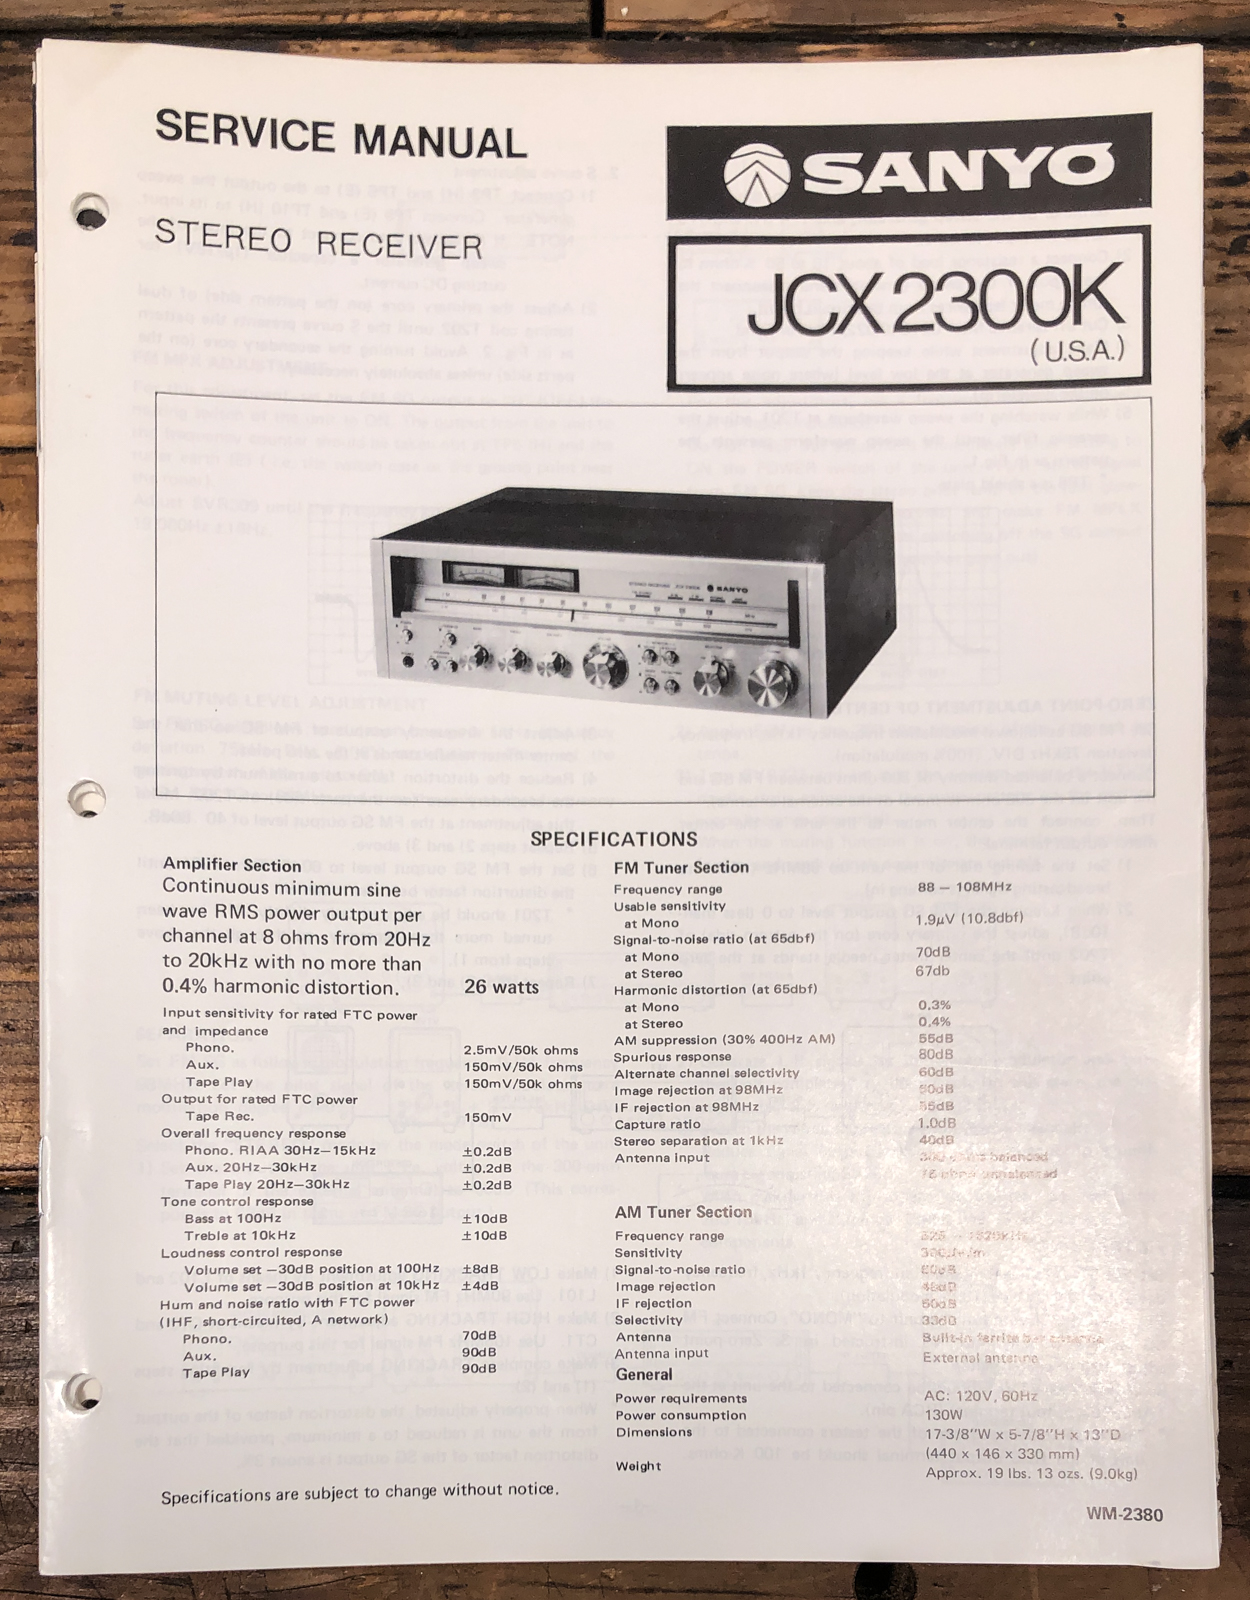 SERVICE MANUAL
STEREO RECEIVER
SANYO
JCX2300K
(U.S.A.)
SANYO
SPECIFICATIONS
Amplifier Section
Continuous minimum sine
wave RMS power output per
channel at 8 ohms from 20Hz
to 20kHz with no more than
0.4% harmonic distortion. 26 watts
Input sensitivity for rated FTC power
and impedance
Phono. 2.5mV/50k ohms
Aux. 150mV/50k ohms
Tape Play 150mV/50k ohms
Output for rated FTC power
Tape Rec. 150mV
Overall frequency response
Phono. RIAA 30Hz—15kHz ±0.2dB
Aux. 20Hz—30kHz ±0.2dB
Tape Play 20Hz—30kHz ±0.2dB
Tone control response
Bass at 100Hz ±10dB
Treble at 10kHz ±10dB
Loudness control response
Volume set —30dB position at 100Hz ±8dB
Volume set —30dB position at 10kHz ±4dB
Hum and noise ratio with FTC power
(IHF, short-circuited, A network)
Phono. 70dB
Aux. 90dB
Tape Play 90dB
FM Tuner Section
Frequency range 88 — 108MHz
Usable sensitivity
at Mono 1.9μV (10.8dbf)
Signal-to-noise ratio (at 65dbf)
at Mono 70dB
at Stereo 67db
Harmonic distortion (at 65dbf)
at Mono 0.3%
at Stereo 0.4%
AM suppression (30% 400Hz AM) 55dB
Spurious response 80dB
Alternate channel selectivity 60dB
Image rejection at 98MHz
IF rejection at 98MHz
Capture ratio 1.0dB
Stereo separation at 1kHz 40dB
Antenna input 300 ohms balanced
75 ohms unbalanced
AM Tuner Section
Frequency range
Sensitivity
Signal-to-noise ratio
Image rejection
IF rejection
Selectivity
Antenna Built-in ferrite bar antenna
Antenna input External antenna
General
Power requirements AC: 120V, 60Hz
Power consumption 130W
Dimensions 17-3/8"W x 5-7/8"H x 13"D
(440 x 146 x 330 mm)
Weight Approx. 19 lbs. 13 ozs. (9.0kg)
Specifications are subject to change without notice.
WM-2380